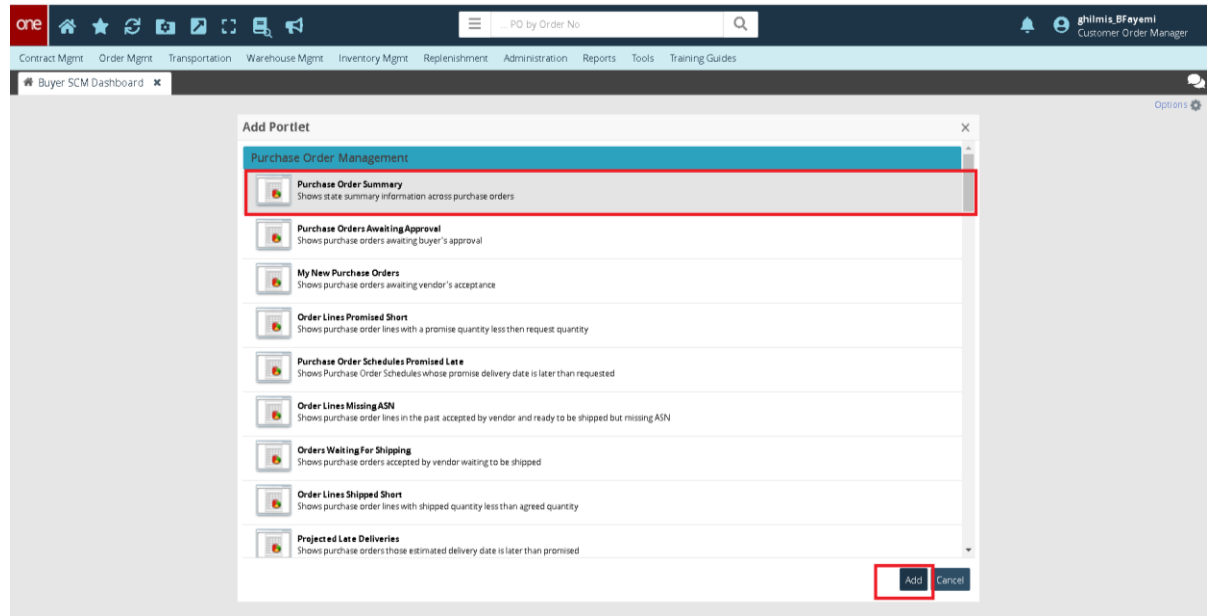 one
... PO by Order No
ghilmis_BFayemi
Customer Order Manager
Contract Mgmt Order Mgmt Transportation Warehouse Mgmt Inventory Mgmt Replenishment Administration Reports Tools Training Guides
Buyer SCM Dashboard
Options
Add Portlet
Purchase Order Management
Purchase Order Summary
Shows state summary information across purchase orders
Purchase Orders Awaiting Approval
Shows purchase orders awaiting buyer's approval
My New Purchase Orders
Shows purchase orders awaiting vendor's acceptance
Order Lines Promised Short
Shows purchase order lines with a promise quantity less then request quantity
Purchase Order Schedules Promised Late
Shows Purchase Order Schedules whose promise delivery date is later than requested
Order Lines Missing ASN
Shows purchase order lines in the past accepted by vendor and ready to be shipped but missing ASN
Orders Waiting For Shipping
Shows purchase orders accepted by vendor waiting to be shipped
Order Lines Shipped Short
Shows purchase order lines with shipped quantity less than agreed quantity
Projected Late Deliveries
Shows purchase orders those estimated delivery date is later than promised
Add Cancel